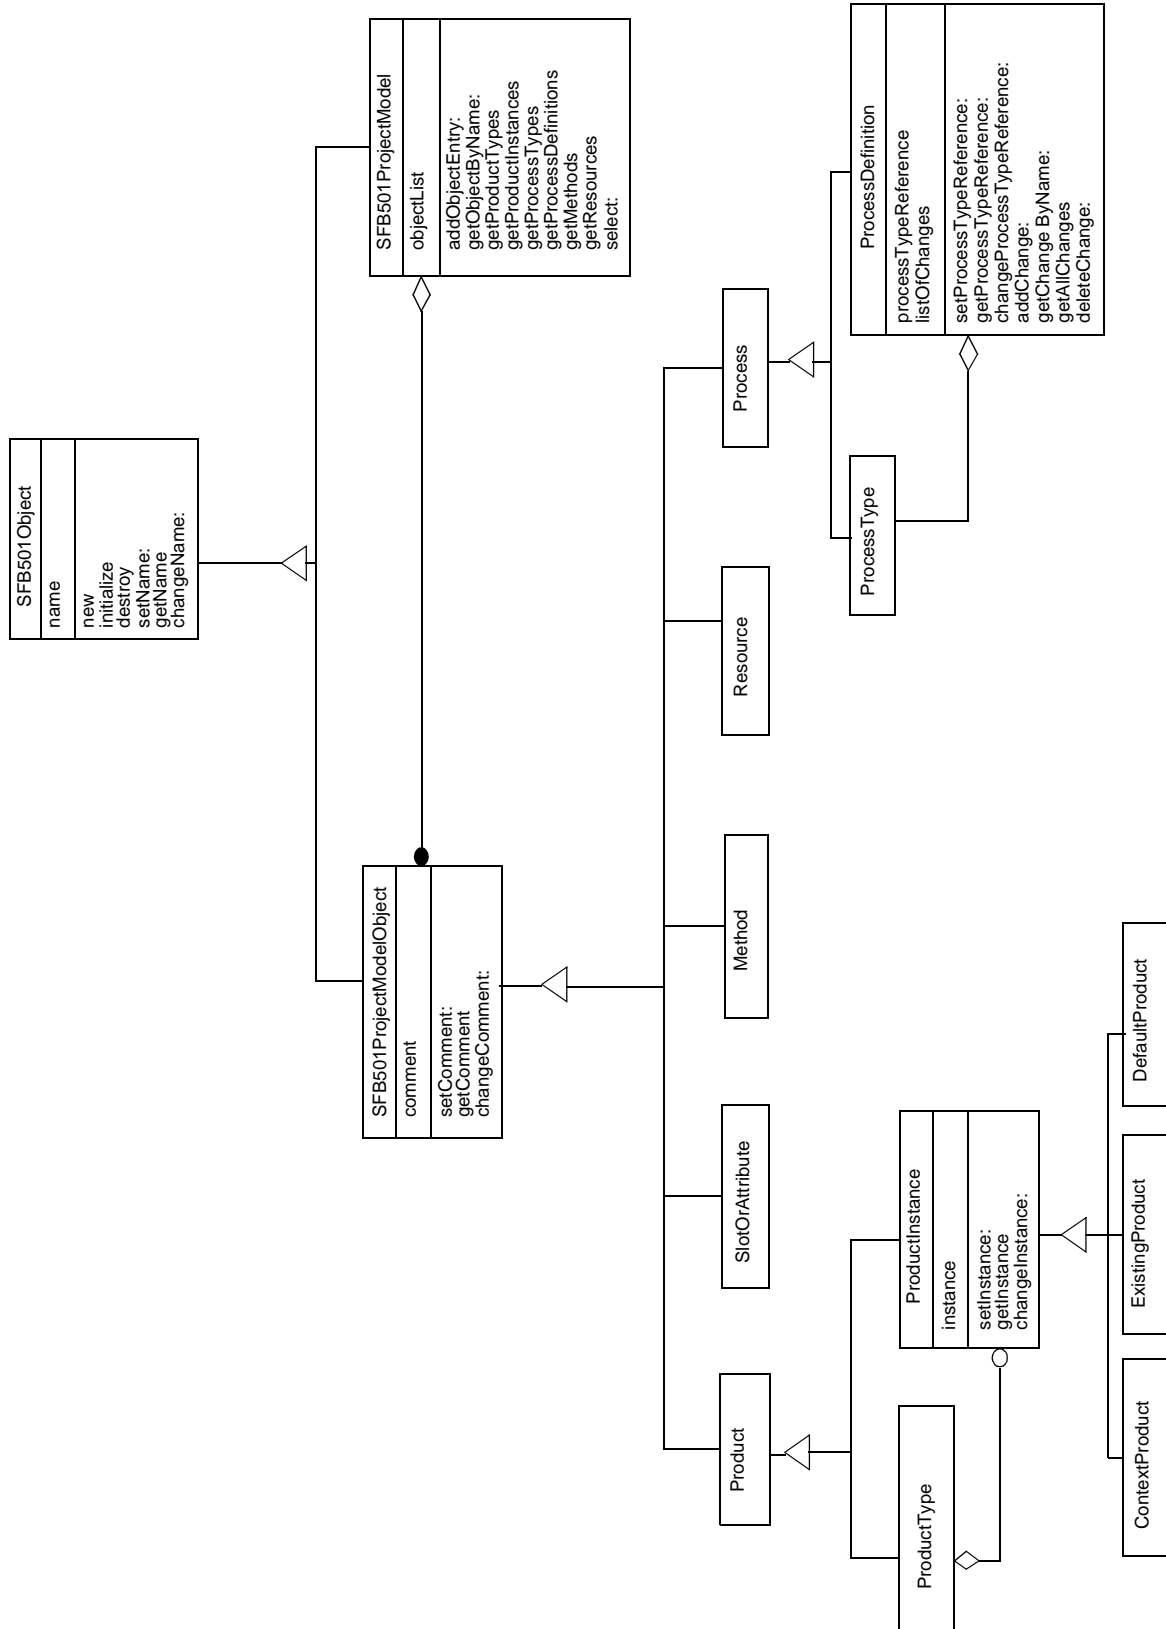 SFB501Object
name
new
initialize
destroy
setName:
getName
changeName:
SFB501ProjectModelObject
comment
setComment:
getComment
changeComment:
SFB501ProjectModel
objectList
addObjectEntry:
getObjectByName:
getProductTypes
getProductInstances
getProcessTypes
getProcessDefinitions
getMethods
getResources
select:
Product
SlotOrAttribute
Method
Resource
Process
ProductType
ProductInstance
instance
setInstance:
getInstance
changeInstance:
ProcessType
ProcessDefinition
processTypeReference
listOfChanges
setProcessTypeReference:
getProcessTypeReference:
changeProcessTypeReference:
addChange:
getChange ByName:
getAllChanges
deleteChange:
ContextProduct
ExistingProduct
DefaultProduct